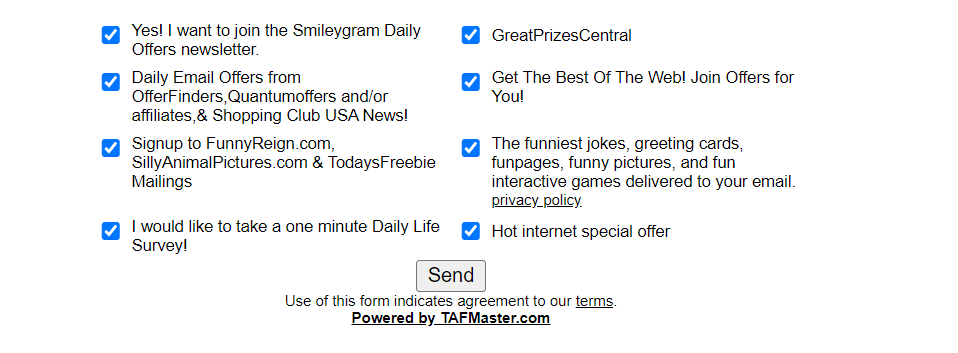 Yes! I want to join the Smileygram Daily
Offers newsletter.
GreatPrizesCentral
Daily Email Offers from
OfferFinders,Quantumoffers and/or
affiliates,& Shopping Club USA News!
Get The Best Of The Web! Join Offers for
You!
Signup to FunnyReign.com,
SillyAnimalPictures.com & TodaysFreebie
Mailings
The funniest jokes, greeting cards,
funpages, funny pictures, and fun
interactive games delivered to your email.
privacy policy
I would like to take a one minute Daily Life
Survey!
Hot internet special offer
Send
Use of this form indicates agreement to our terms.
Powered by TAFMaster.com